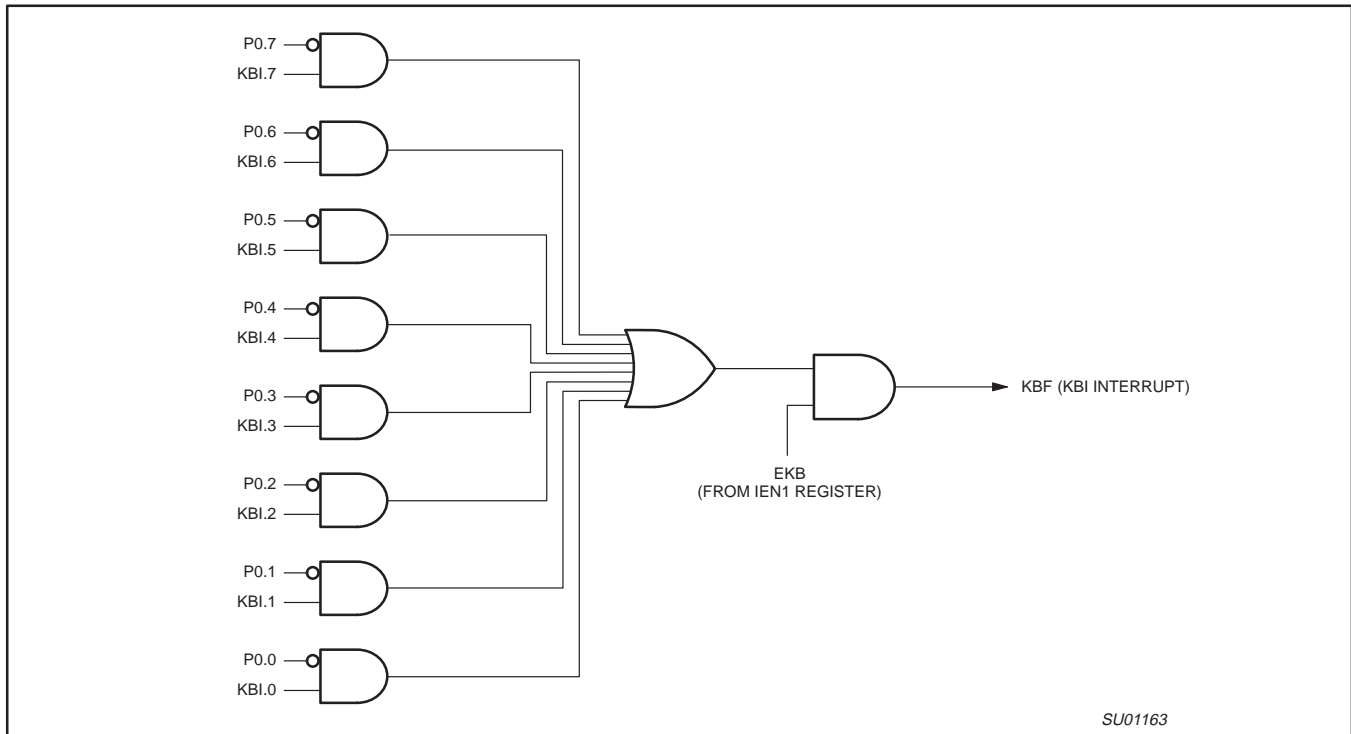 P0.7
KBI.7
P0.6
KBI.6
P0.5
KBI.5
P0.4
KBI.4
P0.3
KBI.3
P0.2
KBI.2
P0.1
KBI.1
P0.0
KBI.0
EKB
(FROM IEN1 REGISTER)
KBF (KBI INTERRUPT)
SU01163